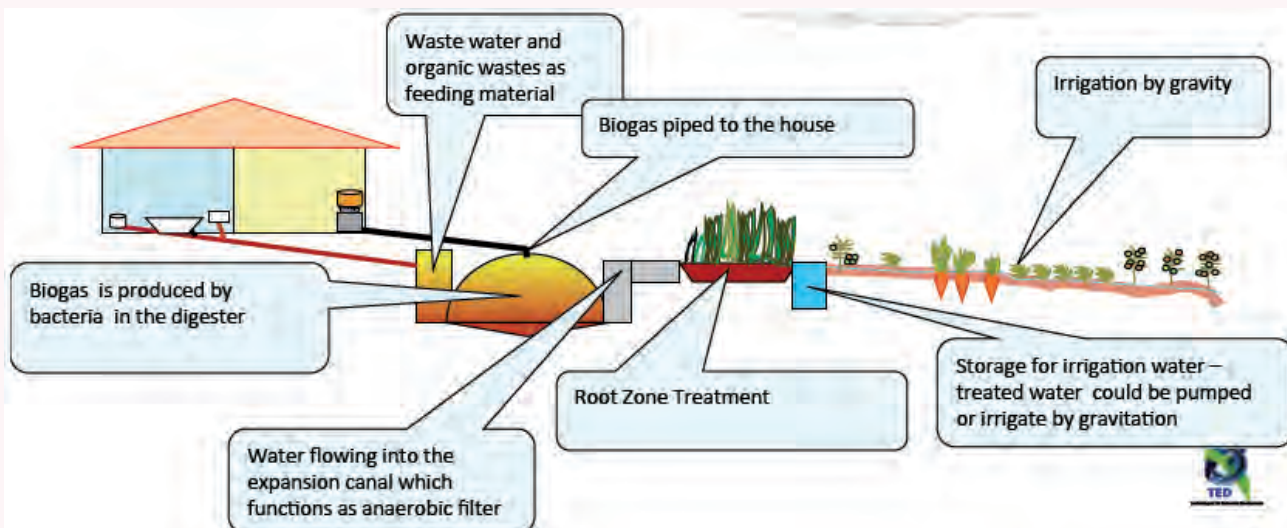 Waste water and
organic wastes as
feeding material
Biogas piped to the house
Irrigation by gravity
Biogas is produced by
bacteria in the digester
Root Zone Treatment
Storage for irrigation water –
treated water could be pumped
or irrigate by gravitation
Water flowing into the
expansion canal which
functions as anaerobic filter
TED